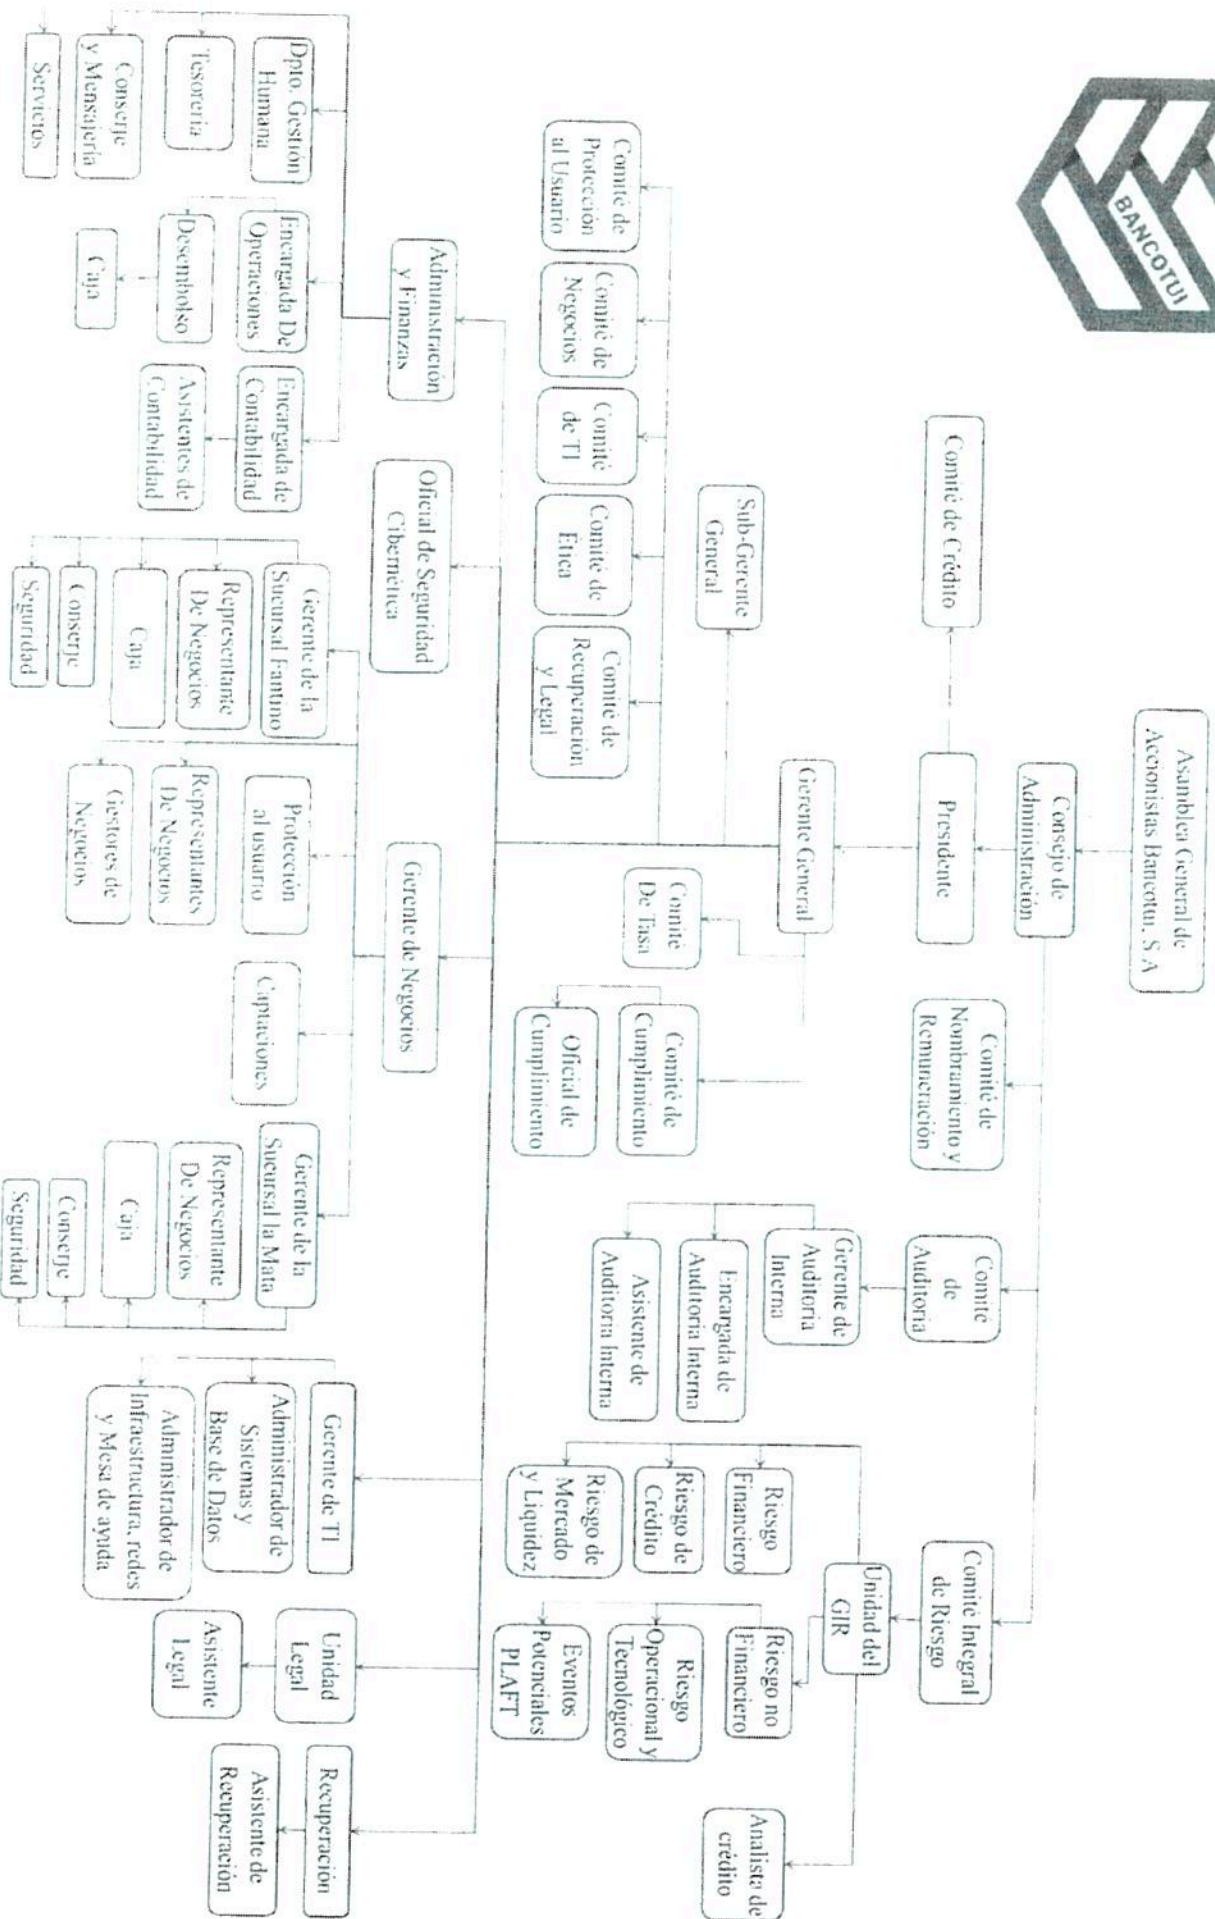 BANCOTUI
Asamblea General de
Accionistas Bancotui, S.A
Consejo de
Administración
Presidente
Comité de Crédito
Comité de
Nombramiento y
Remuneración
Comité
de
Auditoria
Comité Integral
de Riesgo
Gerente General
Sub-Gerente
General
Gerente de
Auditoria
Interna
Encargada de
Auditoria Interna
Asistente de
Auditoria Interna
Unidad del
GIR
Riesgo
Financiero
Riesgo de
Crédito
Riesgo de
Mercado
y Liquidez
Riesgo no
Financiero
Riesgo
Operacional y
Tecnológico
Eventos
Potenciales
PLAFT
Analista de
crédito
Comité
De Tasa
Comité de
Cumplimiento
Oficial de
Cumplimiento
Comité de
Protección
al Usuario
Comité de
Negocios
Comité
de TI
Comité de
Etica
Comité de
Recuperación
y Legal
Administración
y Finanzas
Oficial de Seguridad
Cibernética
Gerente de Negocios
Dpto. Gestión
Humana
Tesoreria
Conserje
y Mensajería
Servicios
Encargada De
Operaciones
Desembolso
Caja
Encargada de
Contabilidad
Asistentes de
Contabilidad
Gerente de la
Sucursal Fantino
Representante
De Negocios
Caja
Conserje
Seguridad
Protección
al usuario
Representantes
De Negocios
Gestores de
Negocios
Captaciones
Gerente de la
Sucursal la Mata
Representante
De Negocios
Caja
Conserje
Seguridad
Gerente de TI
Administrador de
Sistemas y
Base de Datos
Administrador de
Infraestructura, redes
y Mesa de ayuda
Unidad
Legal
Asistente
Legal
Recuperación
Asistente de
Recuperación